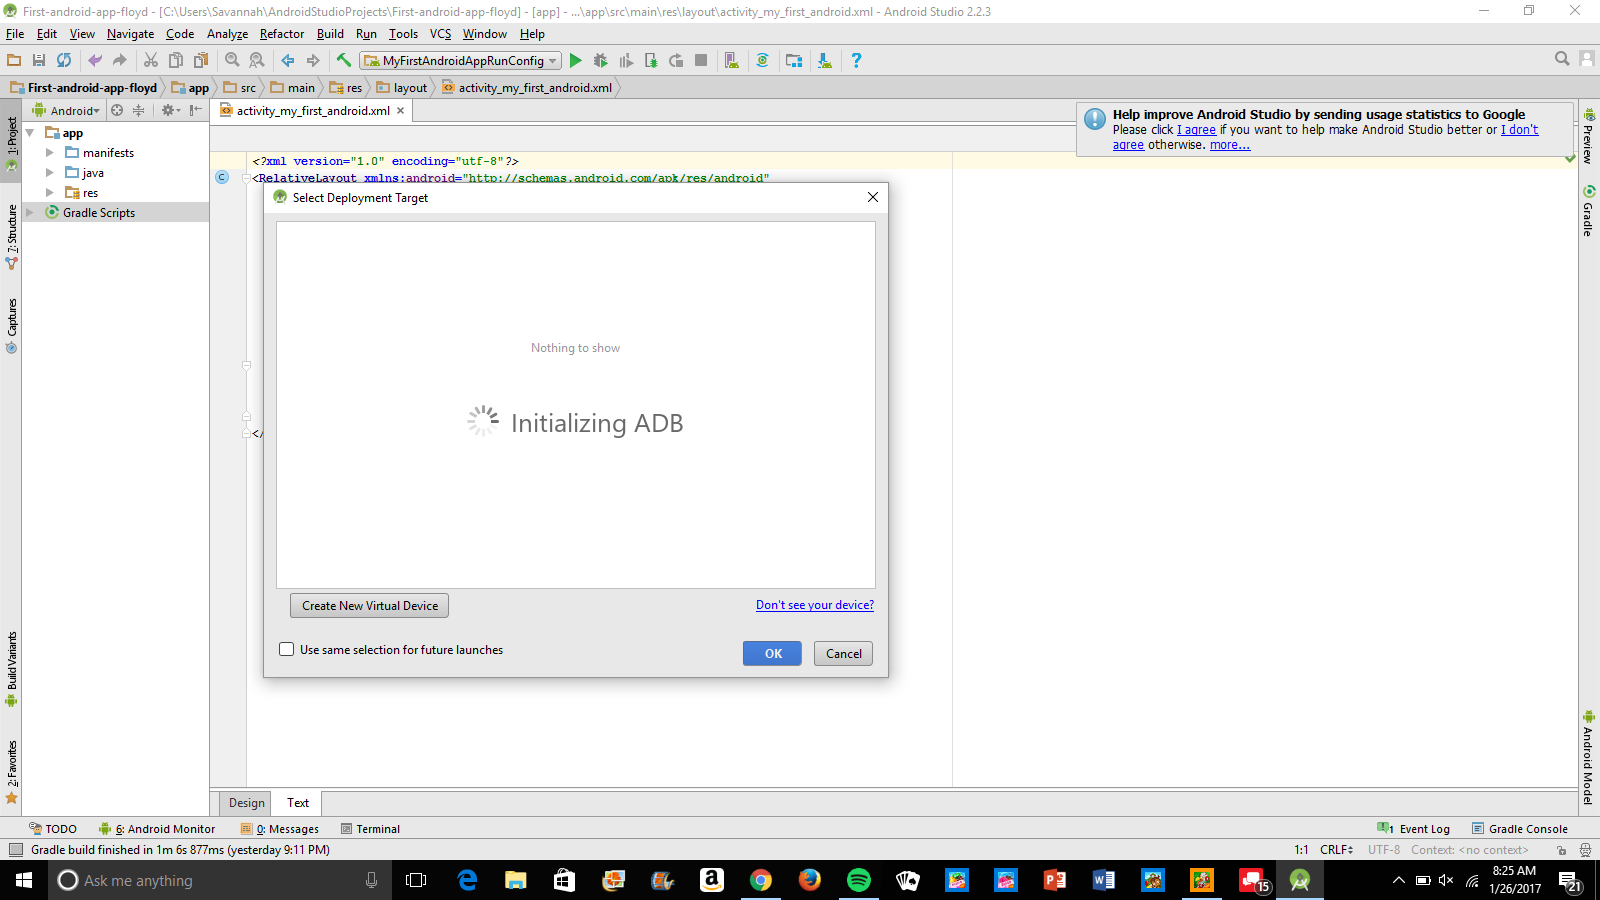 First-android-app-floyd - [C:\Users\Savannah\AndroidStudioProjects\First-android-app-floyd] - [app] - ...\app\src\main\res\layout\activity_my_first_android.xml - Android Studio 2.2.3
File Edit View Navigate Code Analyze Refactor Build Run Tools VCS Window Help
MyFirstAndroidAppRunConfig
First-android-app-floyd app src main res layout activity_my_first_android.xml
Android
activity_my_first_android.xml
Help improve Android Studio by sending usage statistics to Google
Please click I agree if you want to help make Android Studio better or I don't
agree otherwise. more...
1: Project
7: Structure
Captures
Build Variants
2: Favorites
app
manifests
java
res
Gradle Scripts
<?xml version="1.0" encoding="utf-8"?>
<RelativeLayout xmlns:android="http://schemas.android.com/apk/res/android"
</
Select Deployment Target
Nothing to show
Initializing ADB
Create New Virtual Device
Don't see your device?
Use same selection for future launches
OK Cancel
Preview
Gradle
Android Model
Design Text
TODO 6: Android Monitor 0: Messages Terminal 1 Event Log Gradle Console
Gradle build finished in 1m 6s 877ms (yesterday 9:11 PM) 1:1 CRLF UTF-8 Context: <no context>
Ask me anything
15
8:25 AM
1/26/2017
21